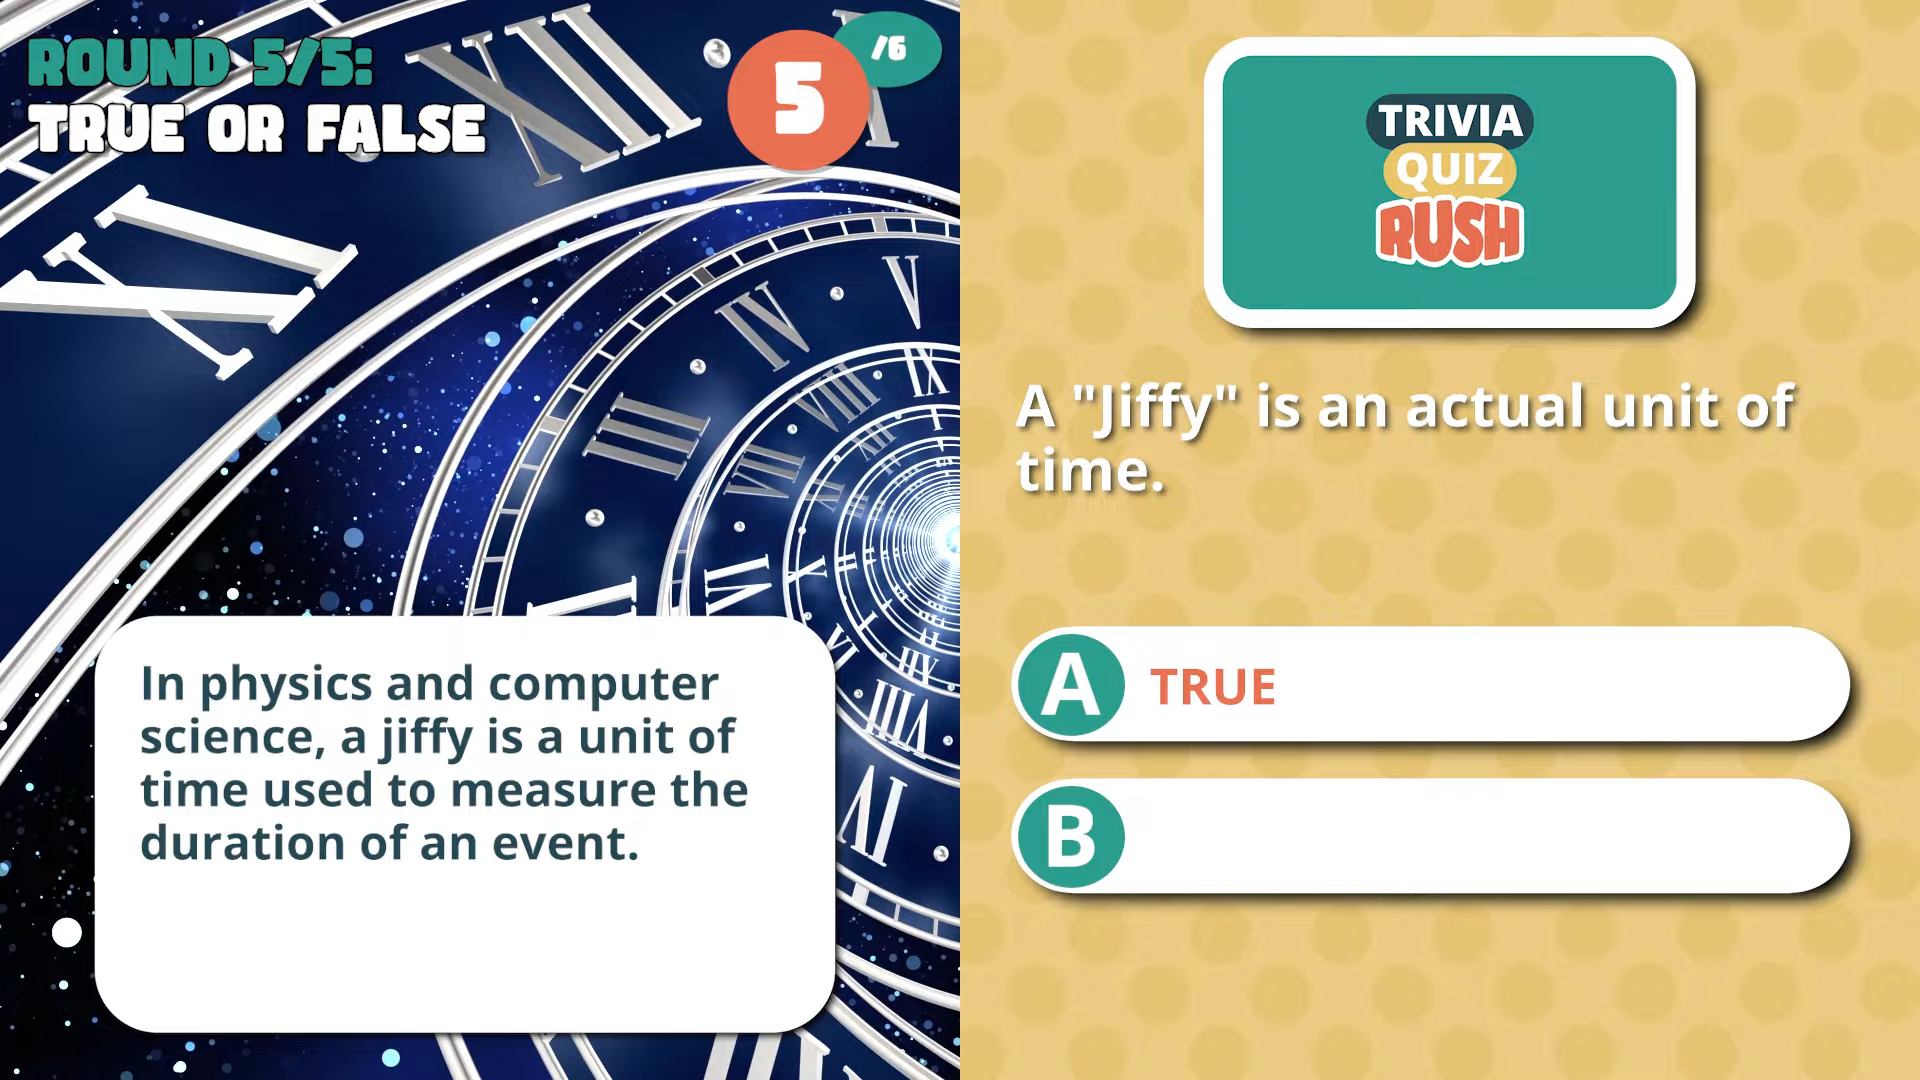 ROUND 5/5:
TRUE OR FALSE
5
/6
TRIVIA
QUIZ
RUSH
A "Jiffy" is an actual unit of
time.
In physics and computer
science, a jiffy is a unit of
time used to measure the
duration of an event.
A TRUE
B